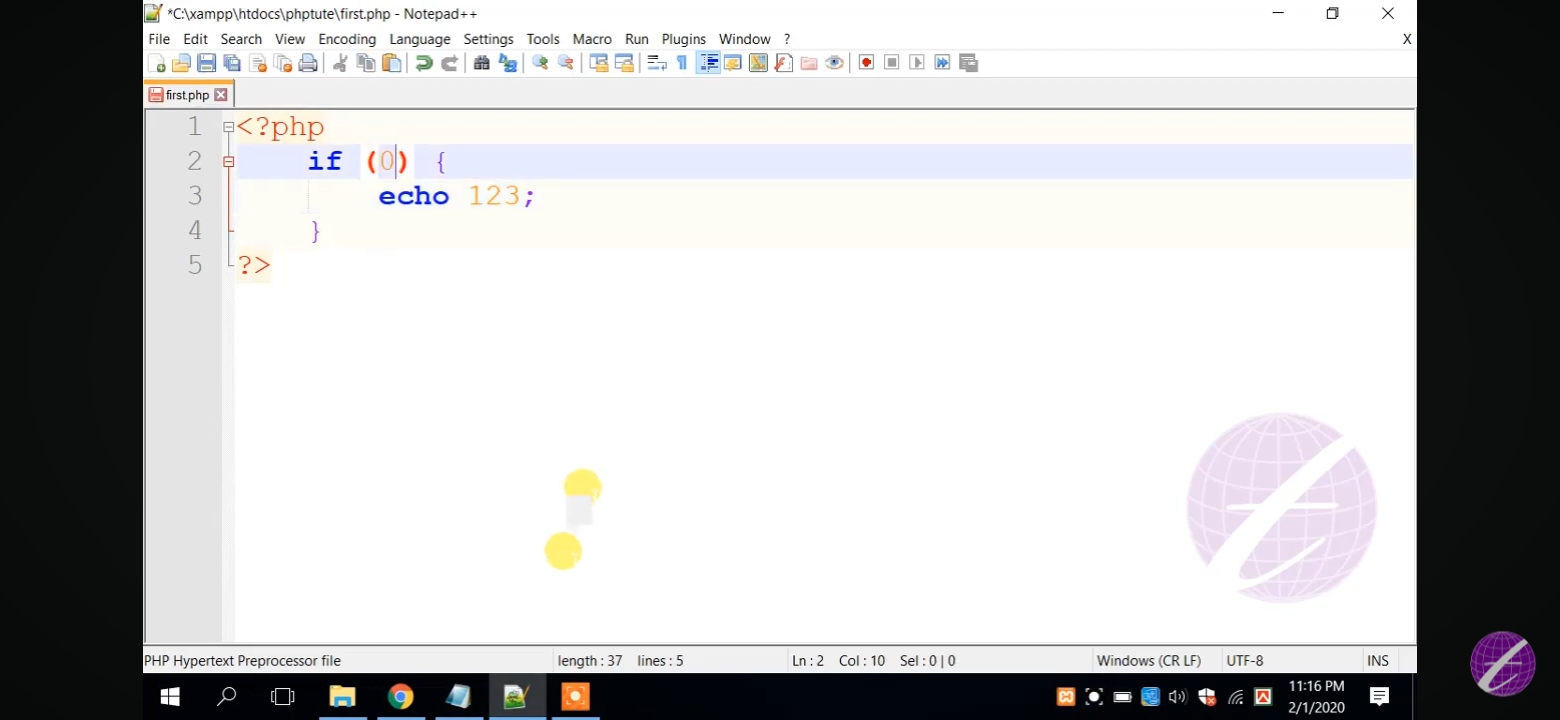 *C:\xampp\htdocs\phptute\first.php - Notepad++
File Edit Search View Encoding Language Settings Tools Macro Run Plugins Window ? X
first.php
1 <?php
2 if (0) {
3 echo 123;
4 }
5 ?>
PHP Hypertext Preprocessor file length : 37 lines : 5 Ln : 2 Col : 10 Sel : 0 | 0 Windows (CR LF) UTF-8 INS
11:16 PM
2/1/2020